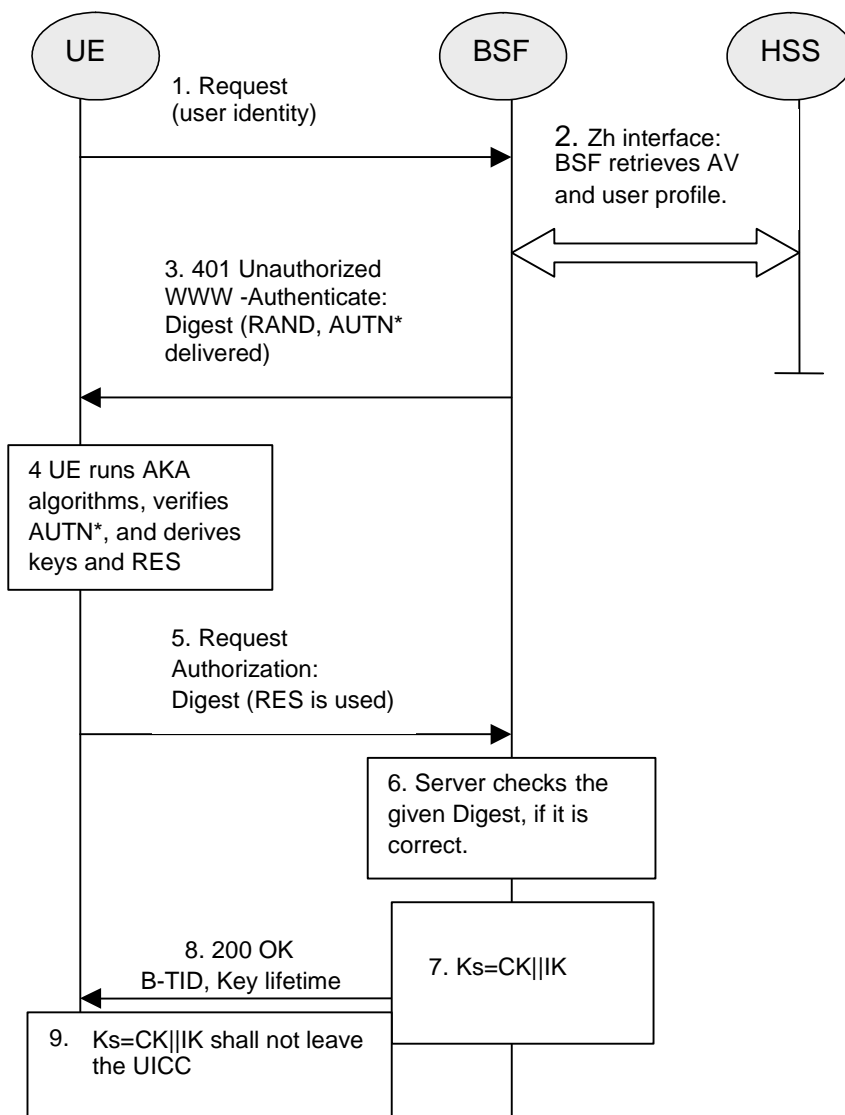 UE
BSF
HSS
1. Request
(user identity)
2. Zh interface:
BSF retrieves AV
and user profile.
3. 401 Unauthorized
WWW -Authenticate:
Digest (RAND, AUTN*
delivered)
4 UE runs AKA
algorithms, verifies
AUTN*, and derives
keys and RES
5. Request
Authorization:
Digest (RES is used)
6. Server checks the
given Digest, if it is
correct.
7. Ks=CK||IK
8. 200 OK
B-TID, Key lifetime
9. Ks=CK||IK shall not leave
the UICC